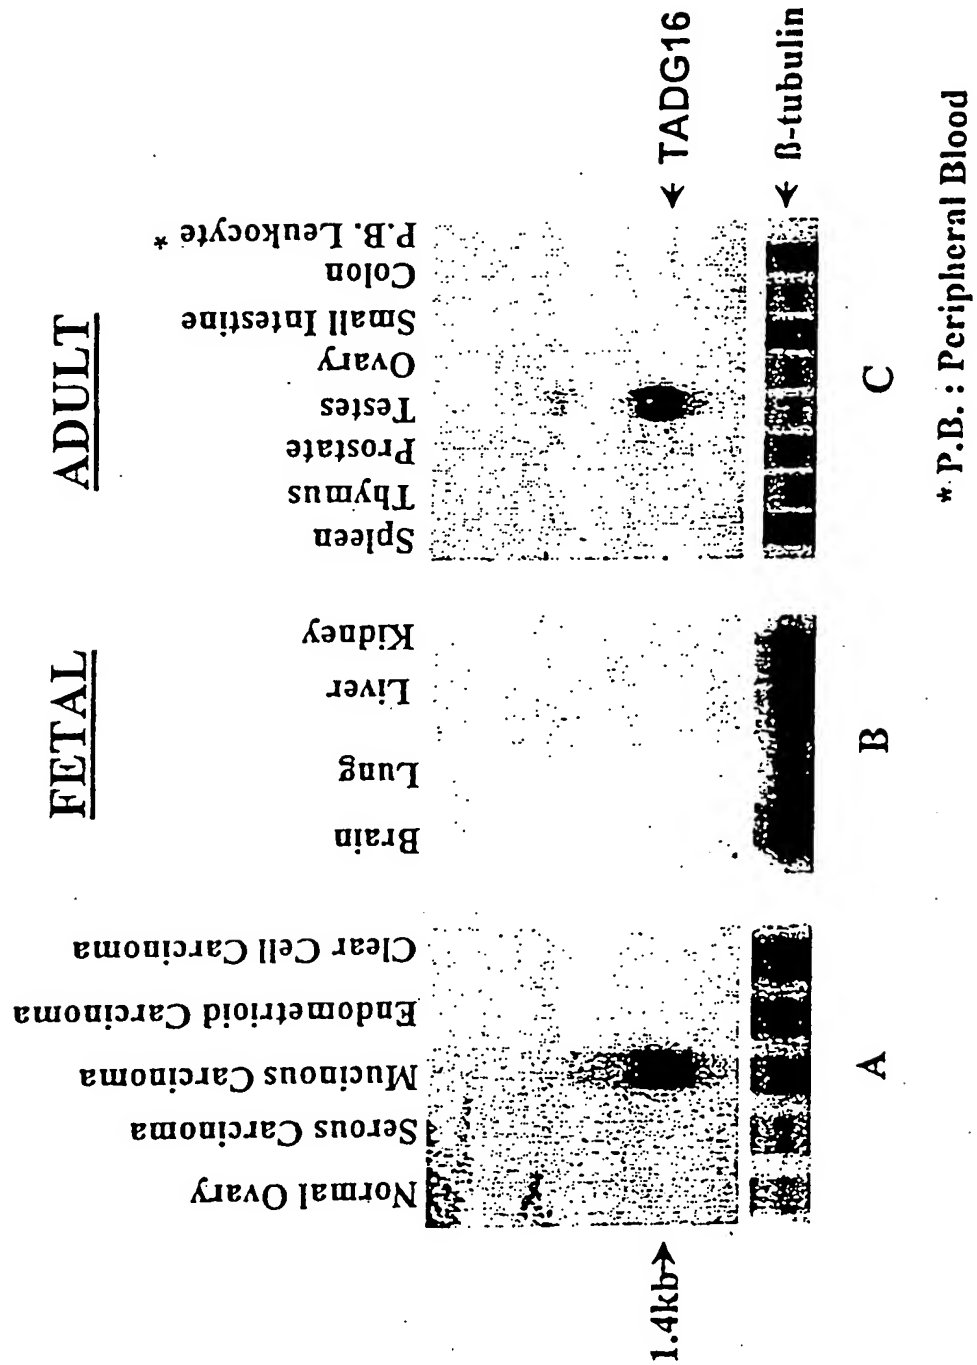 FETAL
ADULT
Normal Ovary
Serous Carcinoma
Mucinous Carcinoma
Endometrioid Carcinoma
Clear Cell Carcinoma
Brain
Lung
Liver
Kidney
Spleen
Thymus
Prostate
Testes
Ovary
Small Intestine
Colon
P.B. Leukocyte *
1.4kb→
← TADG16
← ß-tubulin
A
B
C
* P.B. : Peripheral Blood